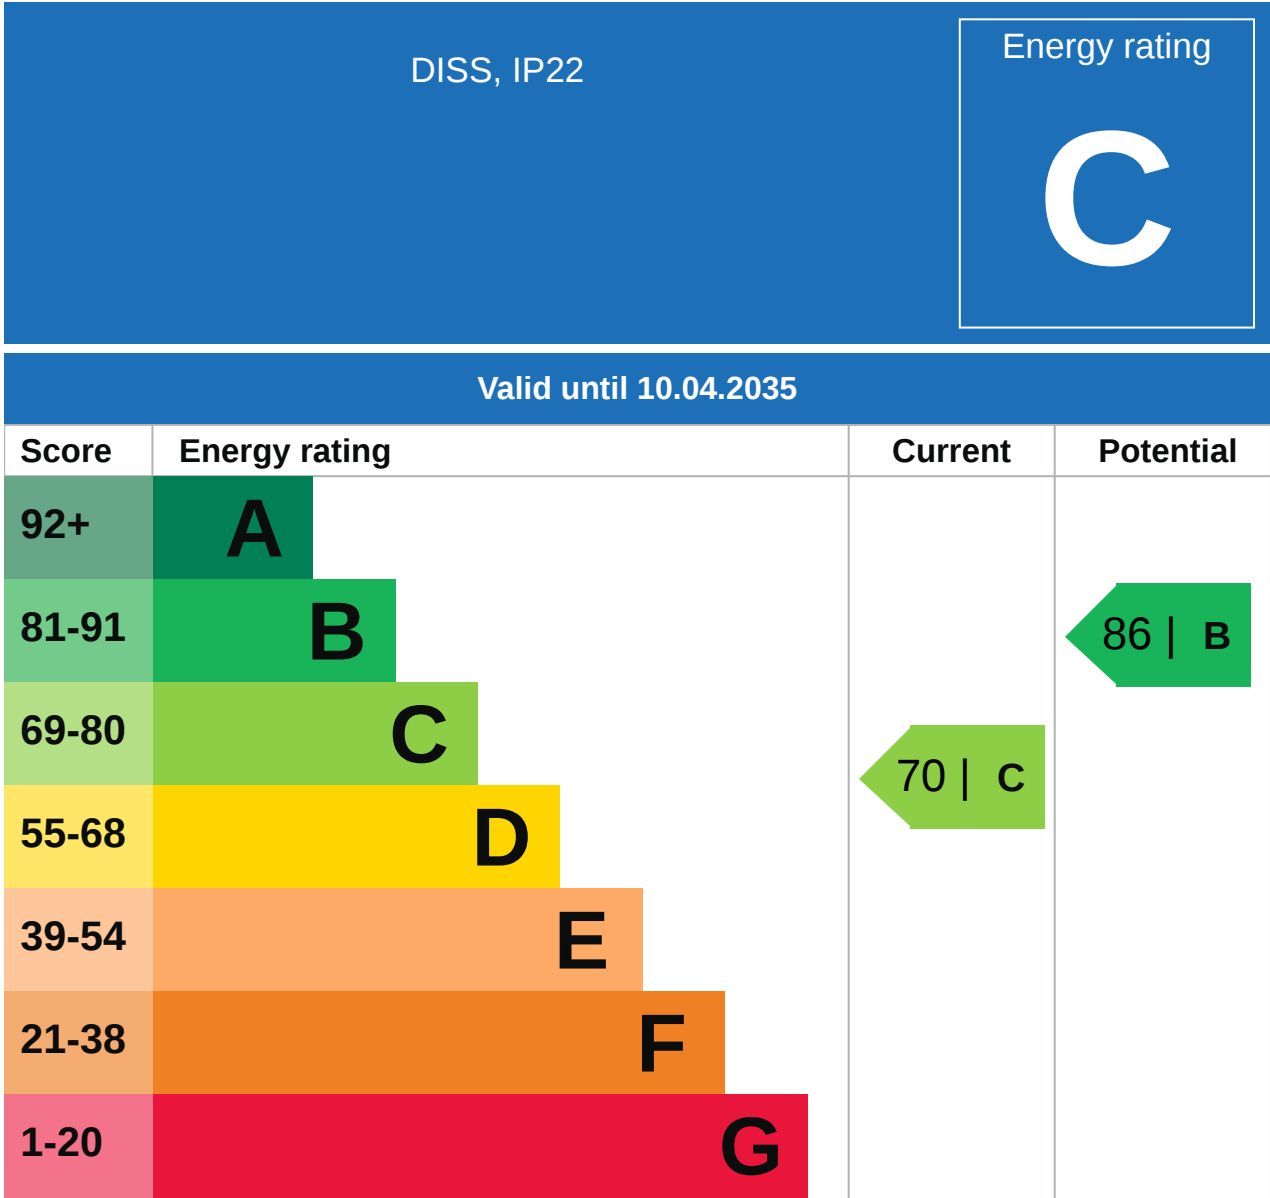 DISS, IP22
Energy rating
C
Valid until 10.04.2035
Score Energy rating Current Potential
92+ A
81-91 B 86 | B
69-80 C 70 | C
55-68 D
39-54 E
21-38 F
1-20 G